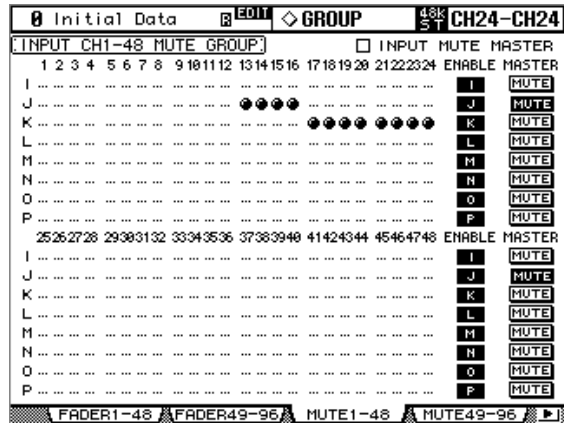 0 Initial Data R EDIT ◇ GROUP 48K ST CH24-CH24
INPUT CH1-48 MUTE GROUP □ INPUT MUTE MASTER
1 2 3 4 5 6 7 8 9 10 11 12 13 14 15 16 17 18 19 20 21 22 23 24 ENABLE MASTER
I I MUTE
J J MUTE
K K MUTE
L L MUTE
M M MUTE
N N MUTE
O O MUTE
P P MUTE
25 26 27 28 29 30 31 32 33 34 35 36 37 38 39 40 41 42 43 44 45 46 47 48 ENABLE MASTER
I I MUTE
J J MUTE
K K MUTE
L L MUTE
M M MUTE
N N MUTE
O O MUTE
P P MUTE
FADER1-48 FADER49-96 MUTE1-48 MUTE49-96